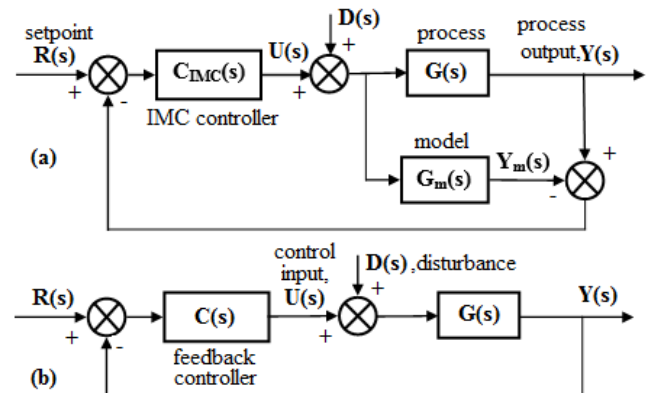 D(s)
setpoint
R(s)
+
-
C_IMC(s)
IMC controller
U(s)
+
+
process
G(s)
process
output,Y(s)
model
G_m(s)
Y_m(s)
+
-
(a)
R(s)
+
-
C(s)
feedback
controller
control
input,
U(s)
+
D(s),disturbance
+
G(s)
Y(s)
(b)